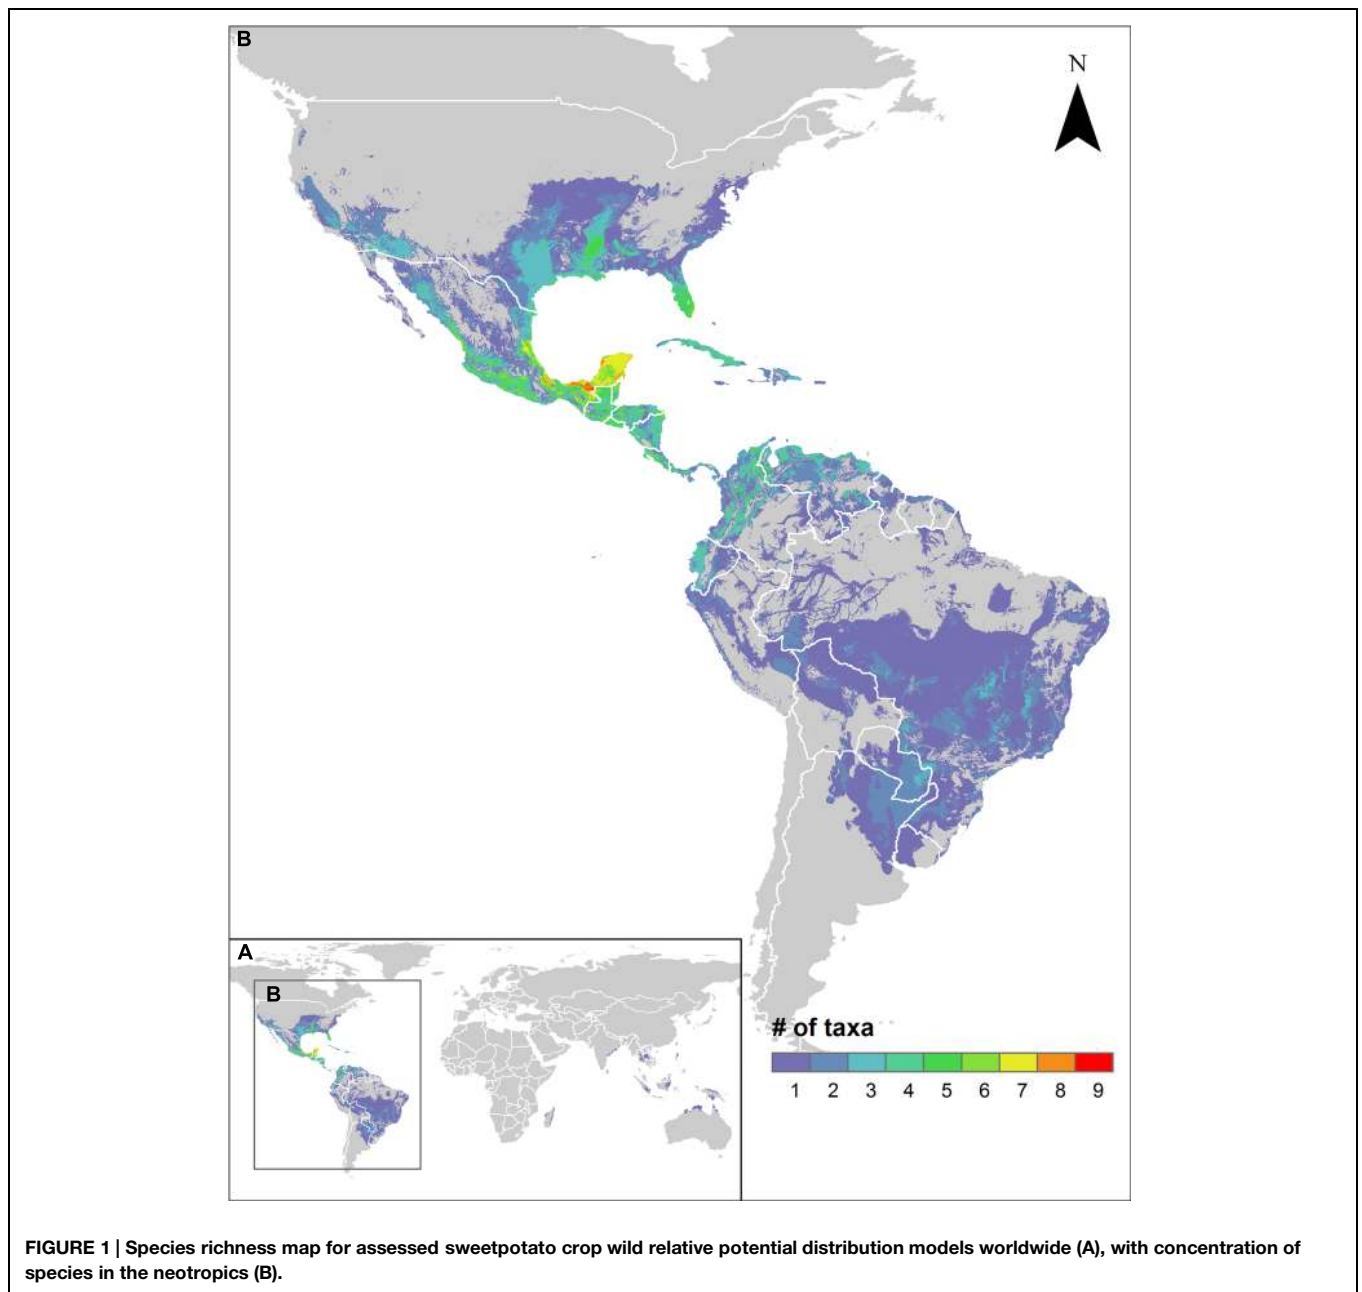 B
N
A
B
# of taxa
1 2 3 4 5 6 7 8 9
FIGURE 1 | Species richness map for assessed sweetpotato crop wild relative potential distribution models worldwide (A), with concentration of
species in the neotropics (B).